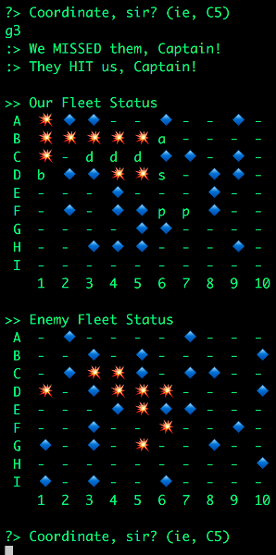 ?> Coordinate, sir? (ie, C5)
g3
:> We MISSED them, Captain!
:> They HIT us, Captain!
>> Our Fleet Status
A 💥 🔷 🔷 - - 🔷 - - 🔷 -
B 💥 💥 💥 💥 💥 a - - - -
C 💥 - d d d 🔷 🔷 - 🔷 -
D b 🔷 🔷 💥 💥 s - 🔷 🔷 -
E - - - 🔷 - - - 🔷 - -
F - 🔷 - 🔷 🔷 p p 🔷 - -
G - - - - 🔷 🔷 - - - -
H - - 🔷 🔷 🔷 - - - 🔷 -
I - - - - - - - - - -
1 2 3 4 5 6 7 8 9 10
>> Enemy Fleet Status
A - 🔷 - - - - 🔷 - - -
B - - 🔷 - 🔷 - - - - 🔷
C - 🔷 💥 💥 🔷 - 🔷 🔷 - -
D 💥 - 🔷 💥 💥 💥 - - - 🔷
E - - - 🔷 💥 🔷 🔷 - - -
F - - 🔷 - - 💥 - - 🔷 -
G 🔷 - 🔷 - 💥 - - 🔷 - -
H - - - - - - - - - 🔷
I 🔷 - 🔷 - - 🔷 - - - -
1 2 3 4 5 6 7 8 9 10
?> Coordinate, sir? (ie, C5)